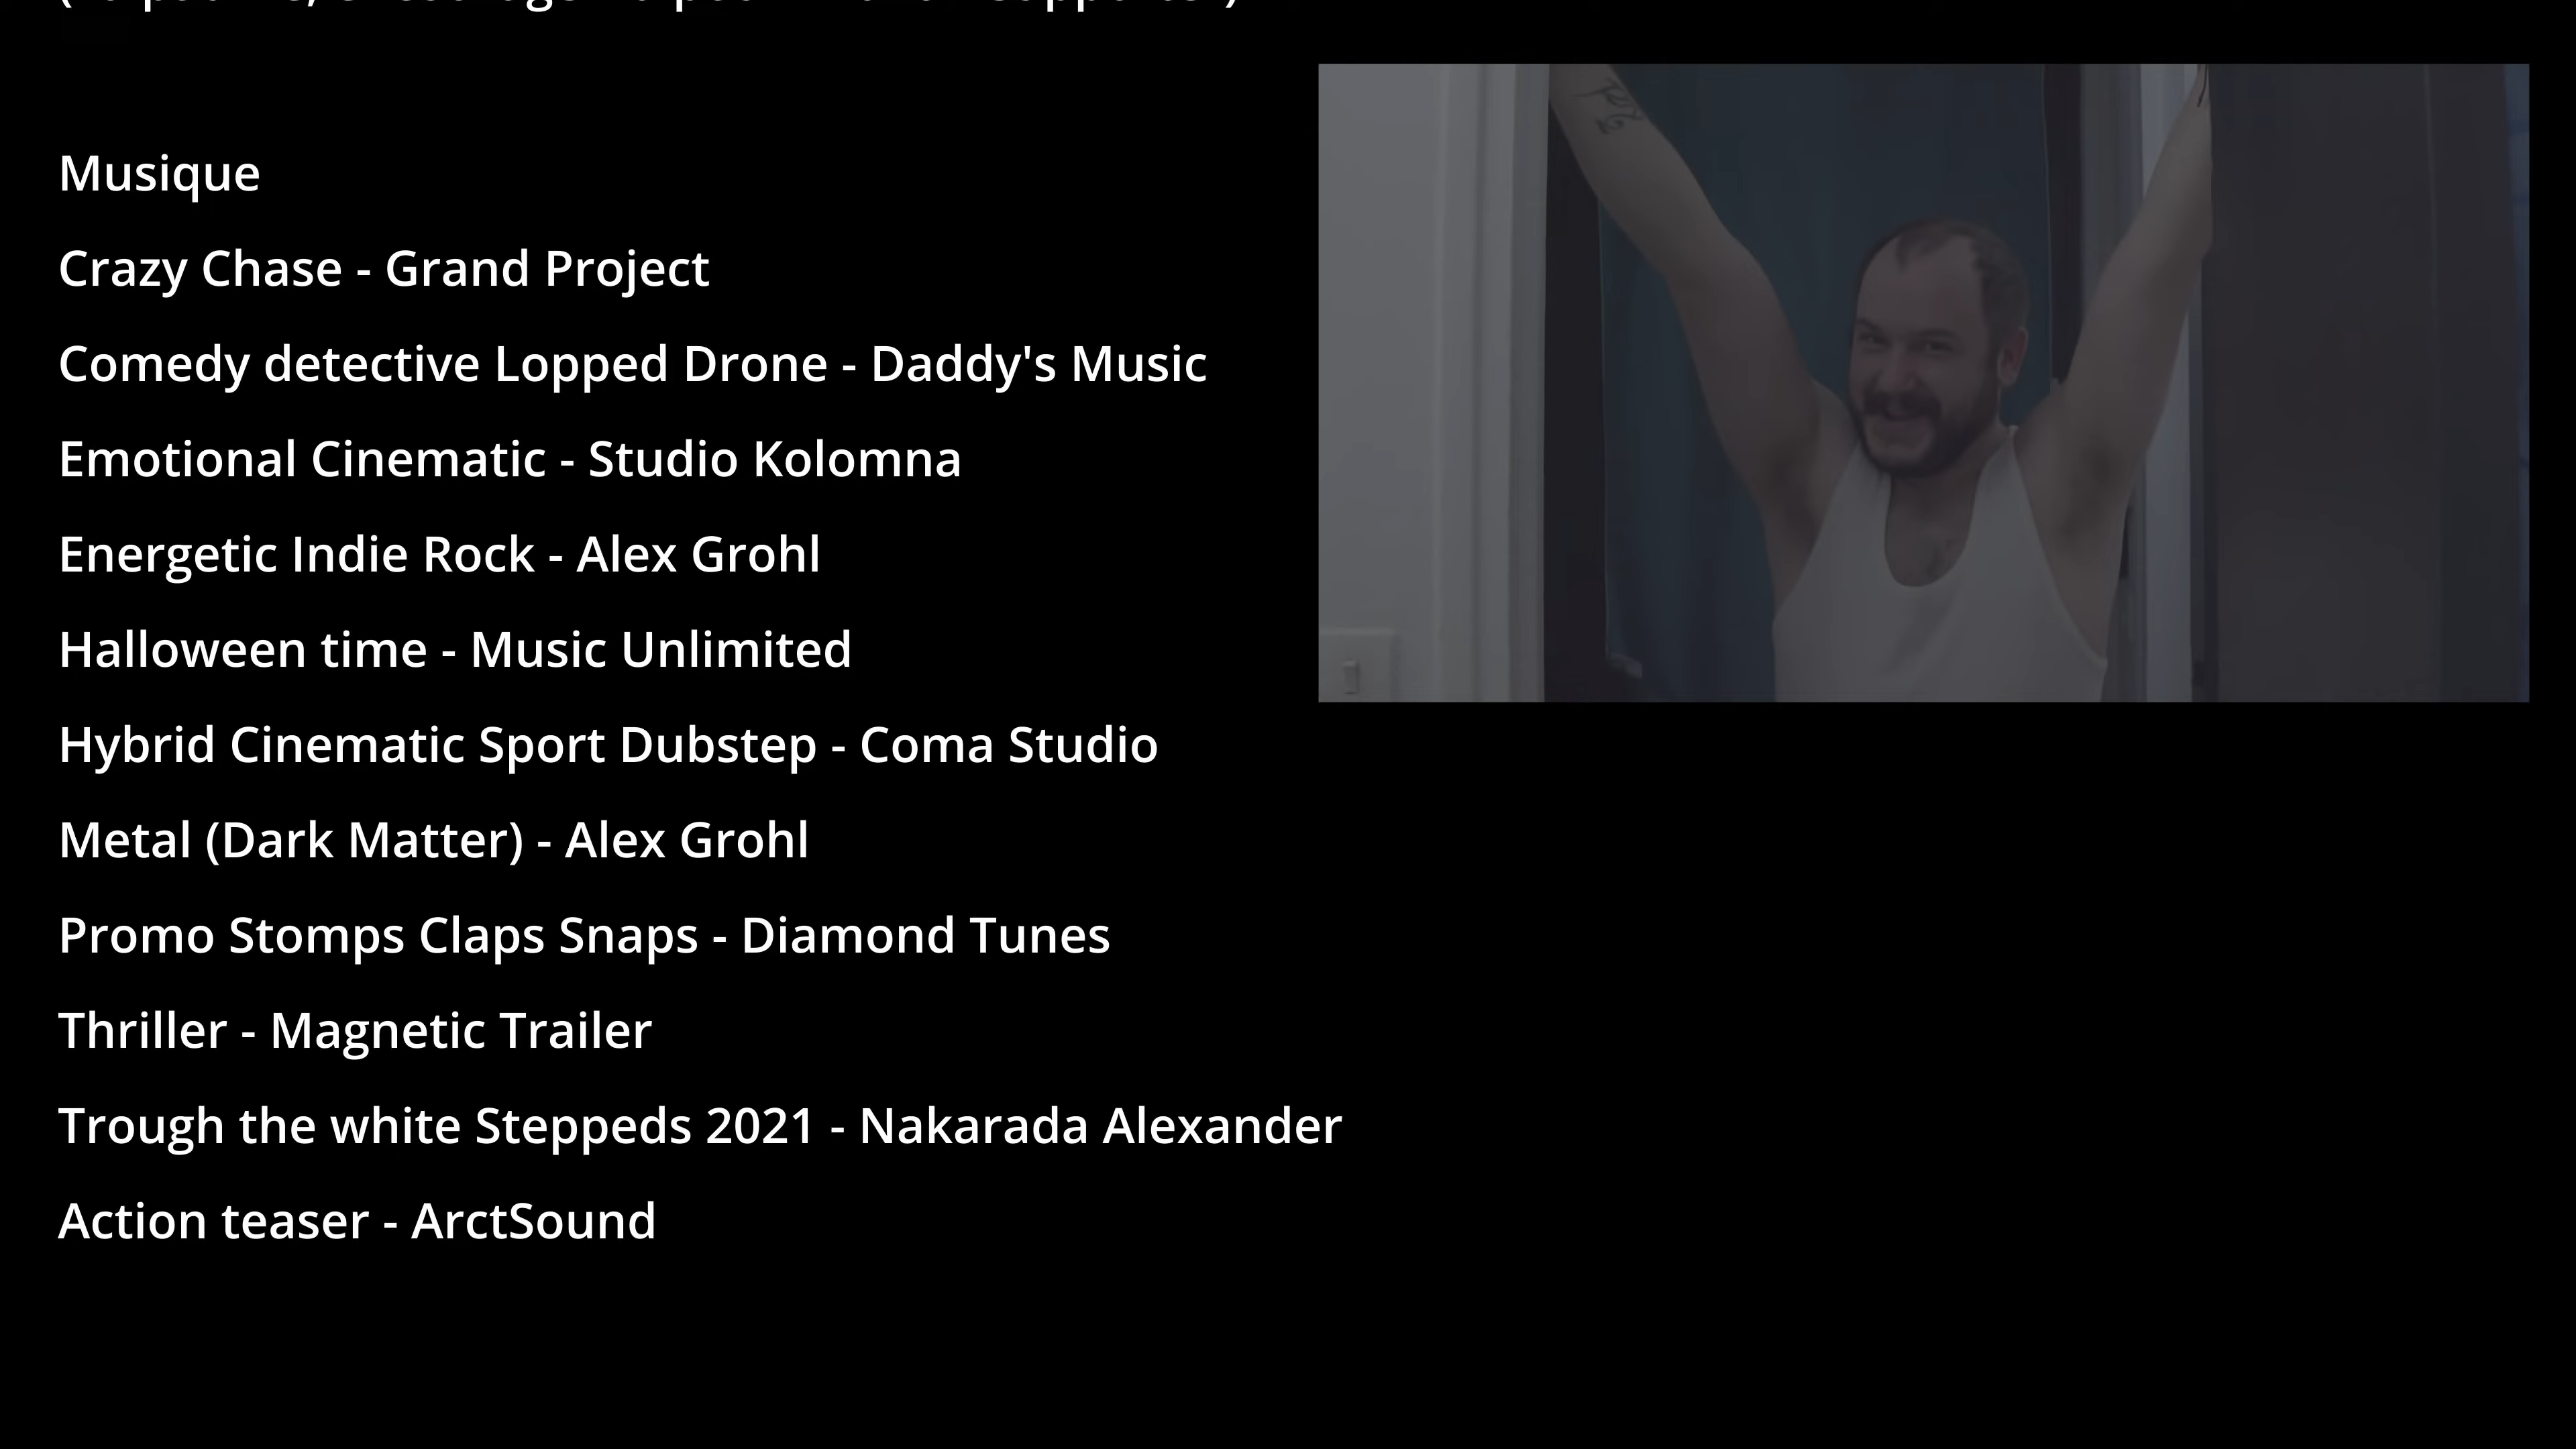 Musique
Crazy Chase - Grand Project
Comedy detective Lopped Drone - Daddy's Music
Emotional Cinematic - Studio Kolomna
Energetic Indie Rock - Alex Grohl
Halloween time - Music Unlimited
Hybrid Cinematic Sport Dubstep - Coma Studio
Metal (Dark Matter) - Alex Grohl
Promo Stomps Claps Snaps - Diamond Tunes
Thriller - Magnetic Trailer
Trough the white Steppeds 2021 - Nakarada Alexander
Action teaser - ArctSound